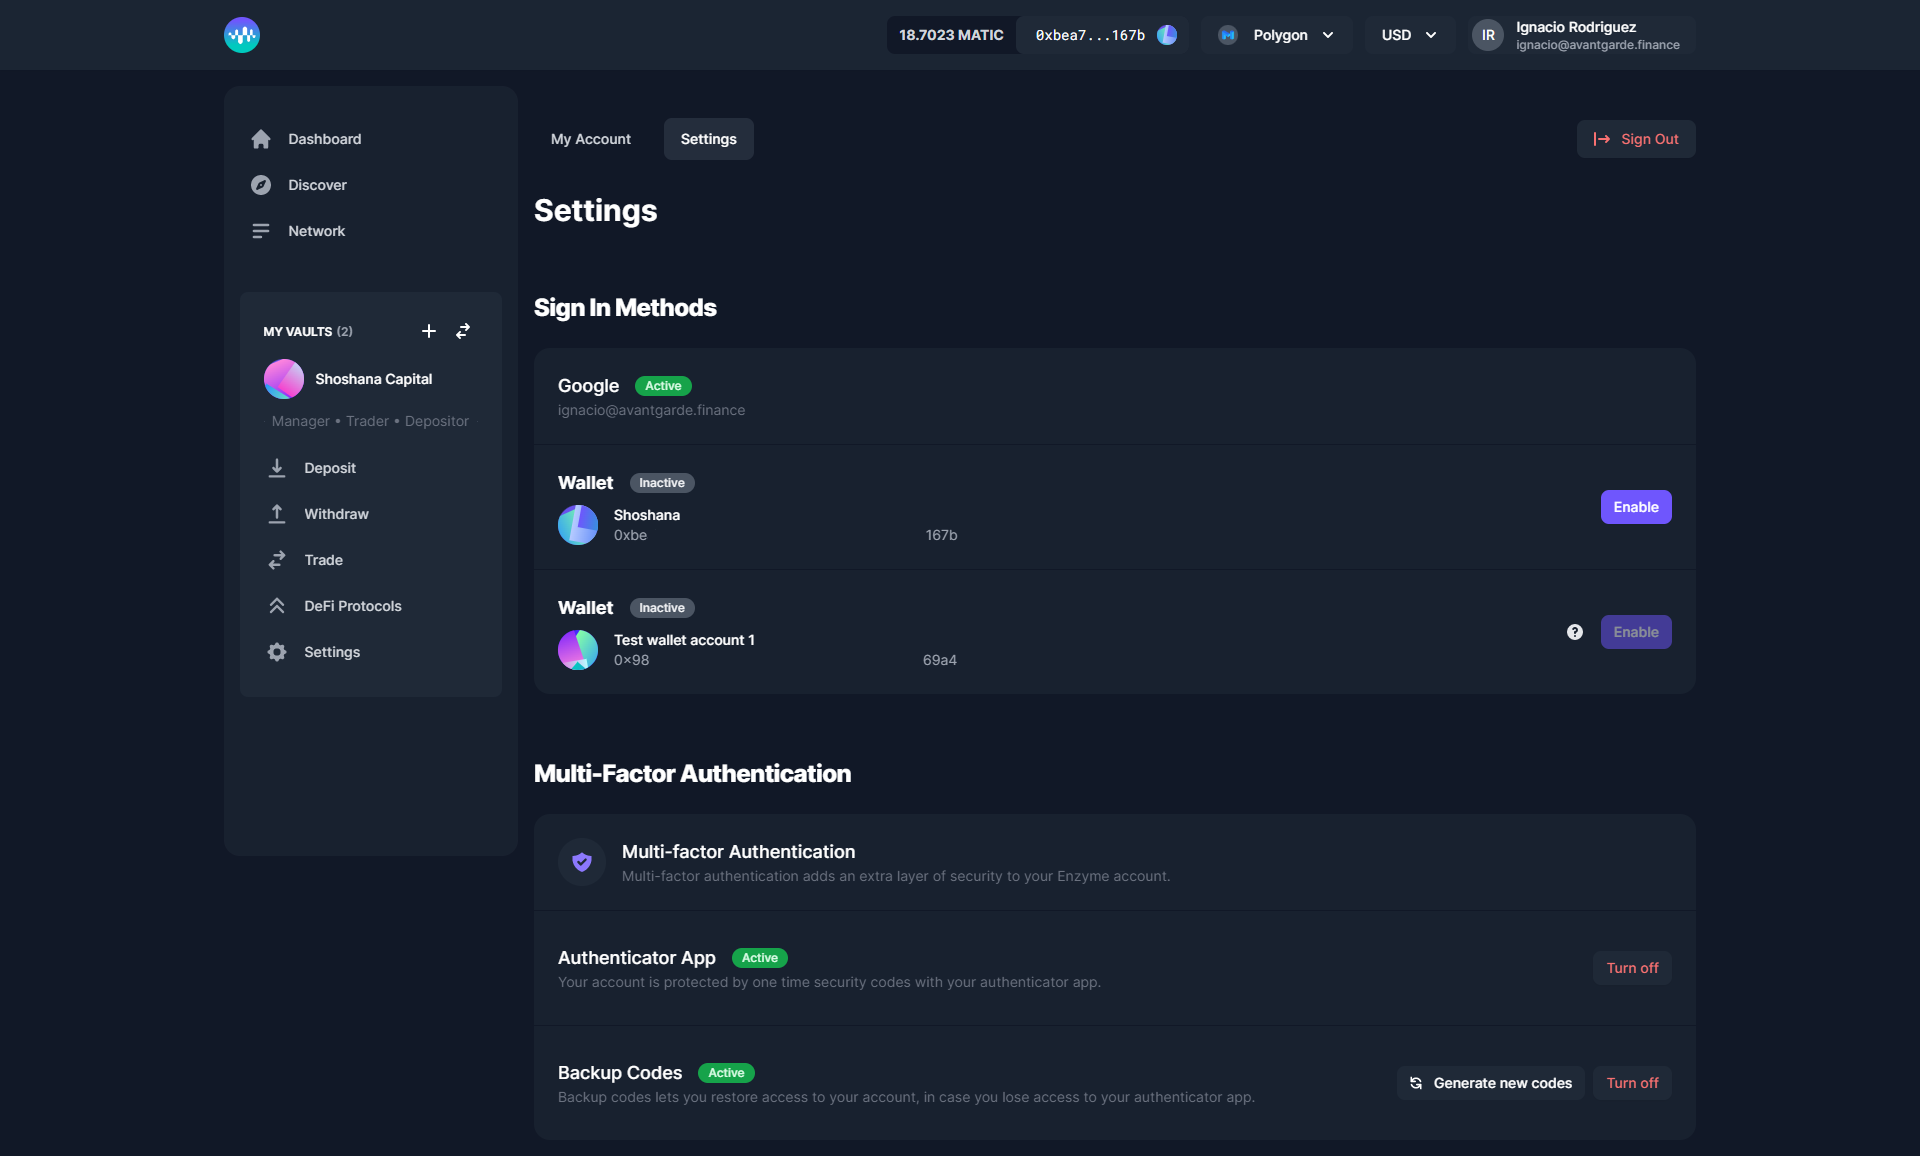 18.7023 MATIC
0xbea7...167b
Polygon
USD
IR
Ignacio Rodriguez
ignacio@avantgarde.finance
Dashboard
Discover
Network
MY VAULTS (2)
Shoshana Capital
Manager • Trader • Depositor
Deposit
Withdraw
Trade
DeFi Protocols
Settings
My Account
Settings
Sign Out
Settings
Sign In Methods
Google
Active
ignacio@avantgarde.finance
Wallet
Inactive
Shoshana
0xbe 167b
Enable
Wallet
Inactive
Test wallet account 1
0×98 69a4
?
Enable
Multi-Factor Authentication
Multi-factor Authentication
Multi-factor authentication adds an extra layer of security to your Enzyme account.
Authenticator App
Active
Your account is protected by one time security codes with your authenticator app.
Turn off
Backup Codes
Active
Backup codes lets you restore access to your account, in case you lose access to your authenticator app.
Generate new codes
Turn off